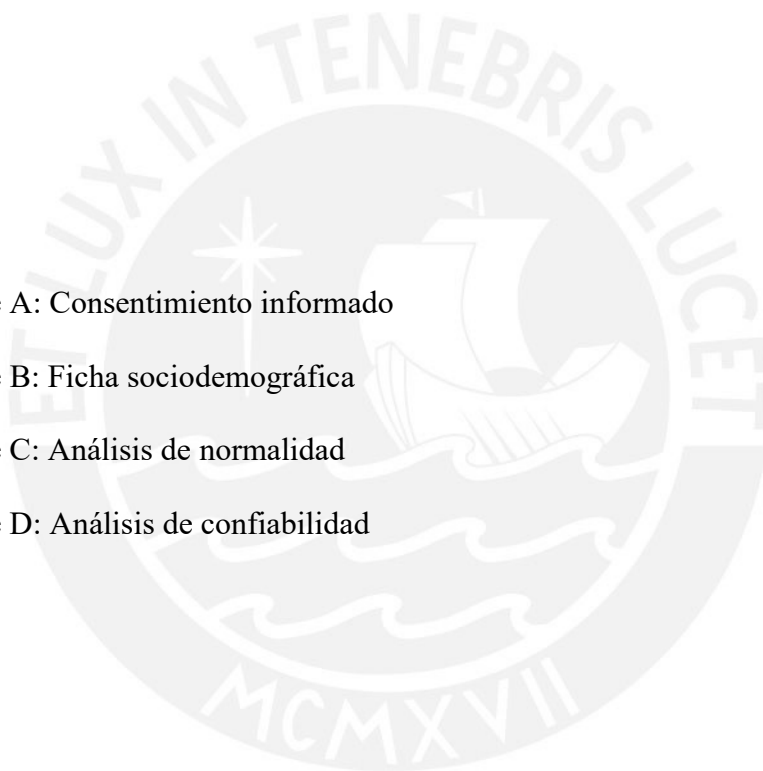 ET LUX IN TENEBRIS LUCET
e A: Consentimiento informado
e B: Ficha sociodemográfica
e C: Análisis de normalidad
e D: Análisis de confiabilidad
MCMXVII